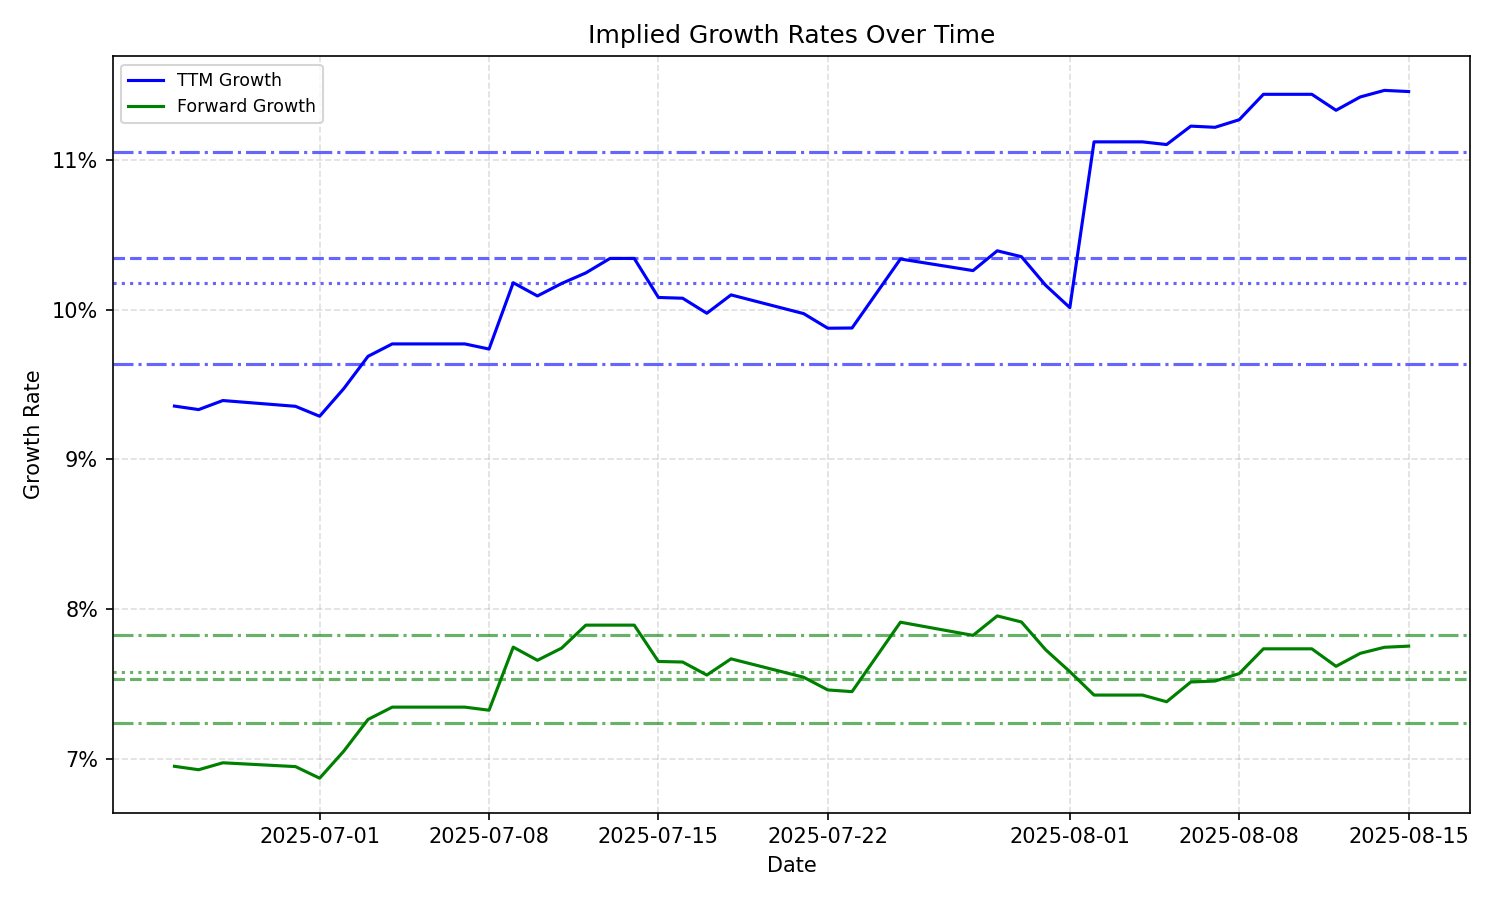 Implied Growth Rates Over Time
TTM Growth
Forward Growth
11%
10%
9%
8%
7%
Growth Rate
2025-07-01
2025-07-08
2025-07-15
2025-07-22
2025-08-01
2025-08-08
2025-08-15
Date